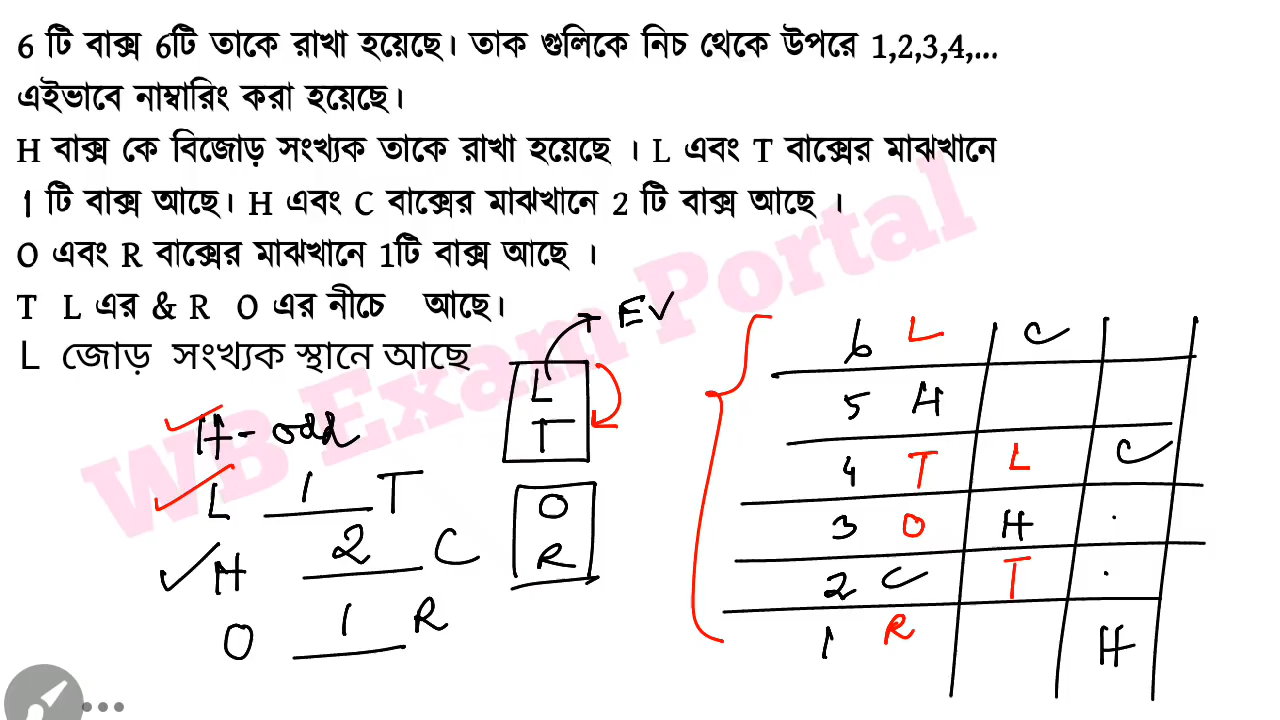 6 টি বাক্স 6টি তাকে রাখা হয়েছে। তাক গুলিকে নিচ থেকে উপরে 1,2,3,4,...
এইভাবে নাম্বারিং করা হয়েছে।
H বাক্স কে বিজোড় সংখ্যক তাকে রাখা হয়েছে । L এবং T বাক্সের মাঝখানে
1 টি বাক্স আছে। H এবং C বাক্সের মাঝখানে 2 টি বাক্স আছে ।
O এবং R বাক্সের মাঝখানে 1টি বাক্স আছে ।
T L এর & R O এর নীচে আছে।
L জোড় সংখ্যক স্থানে আছে
WB Exam Portal
H - odd
L 1 T
H 2 C
O 1 R
EV
L
T
O
R
6 L C
5 H
4 T L C
3 O H
2 C T
1 R H